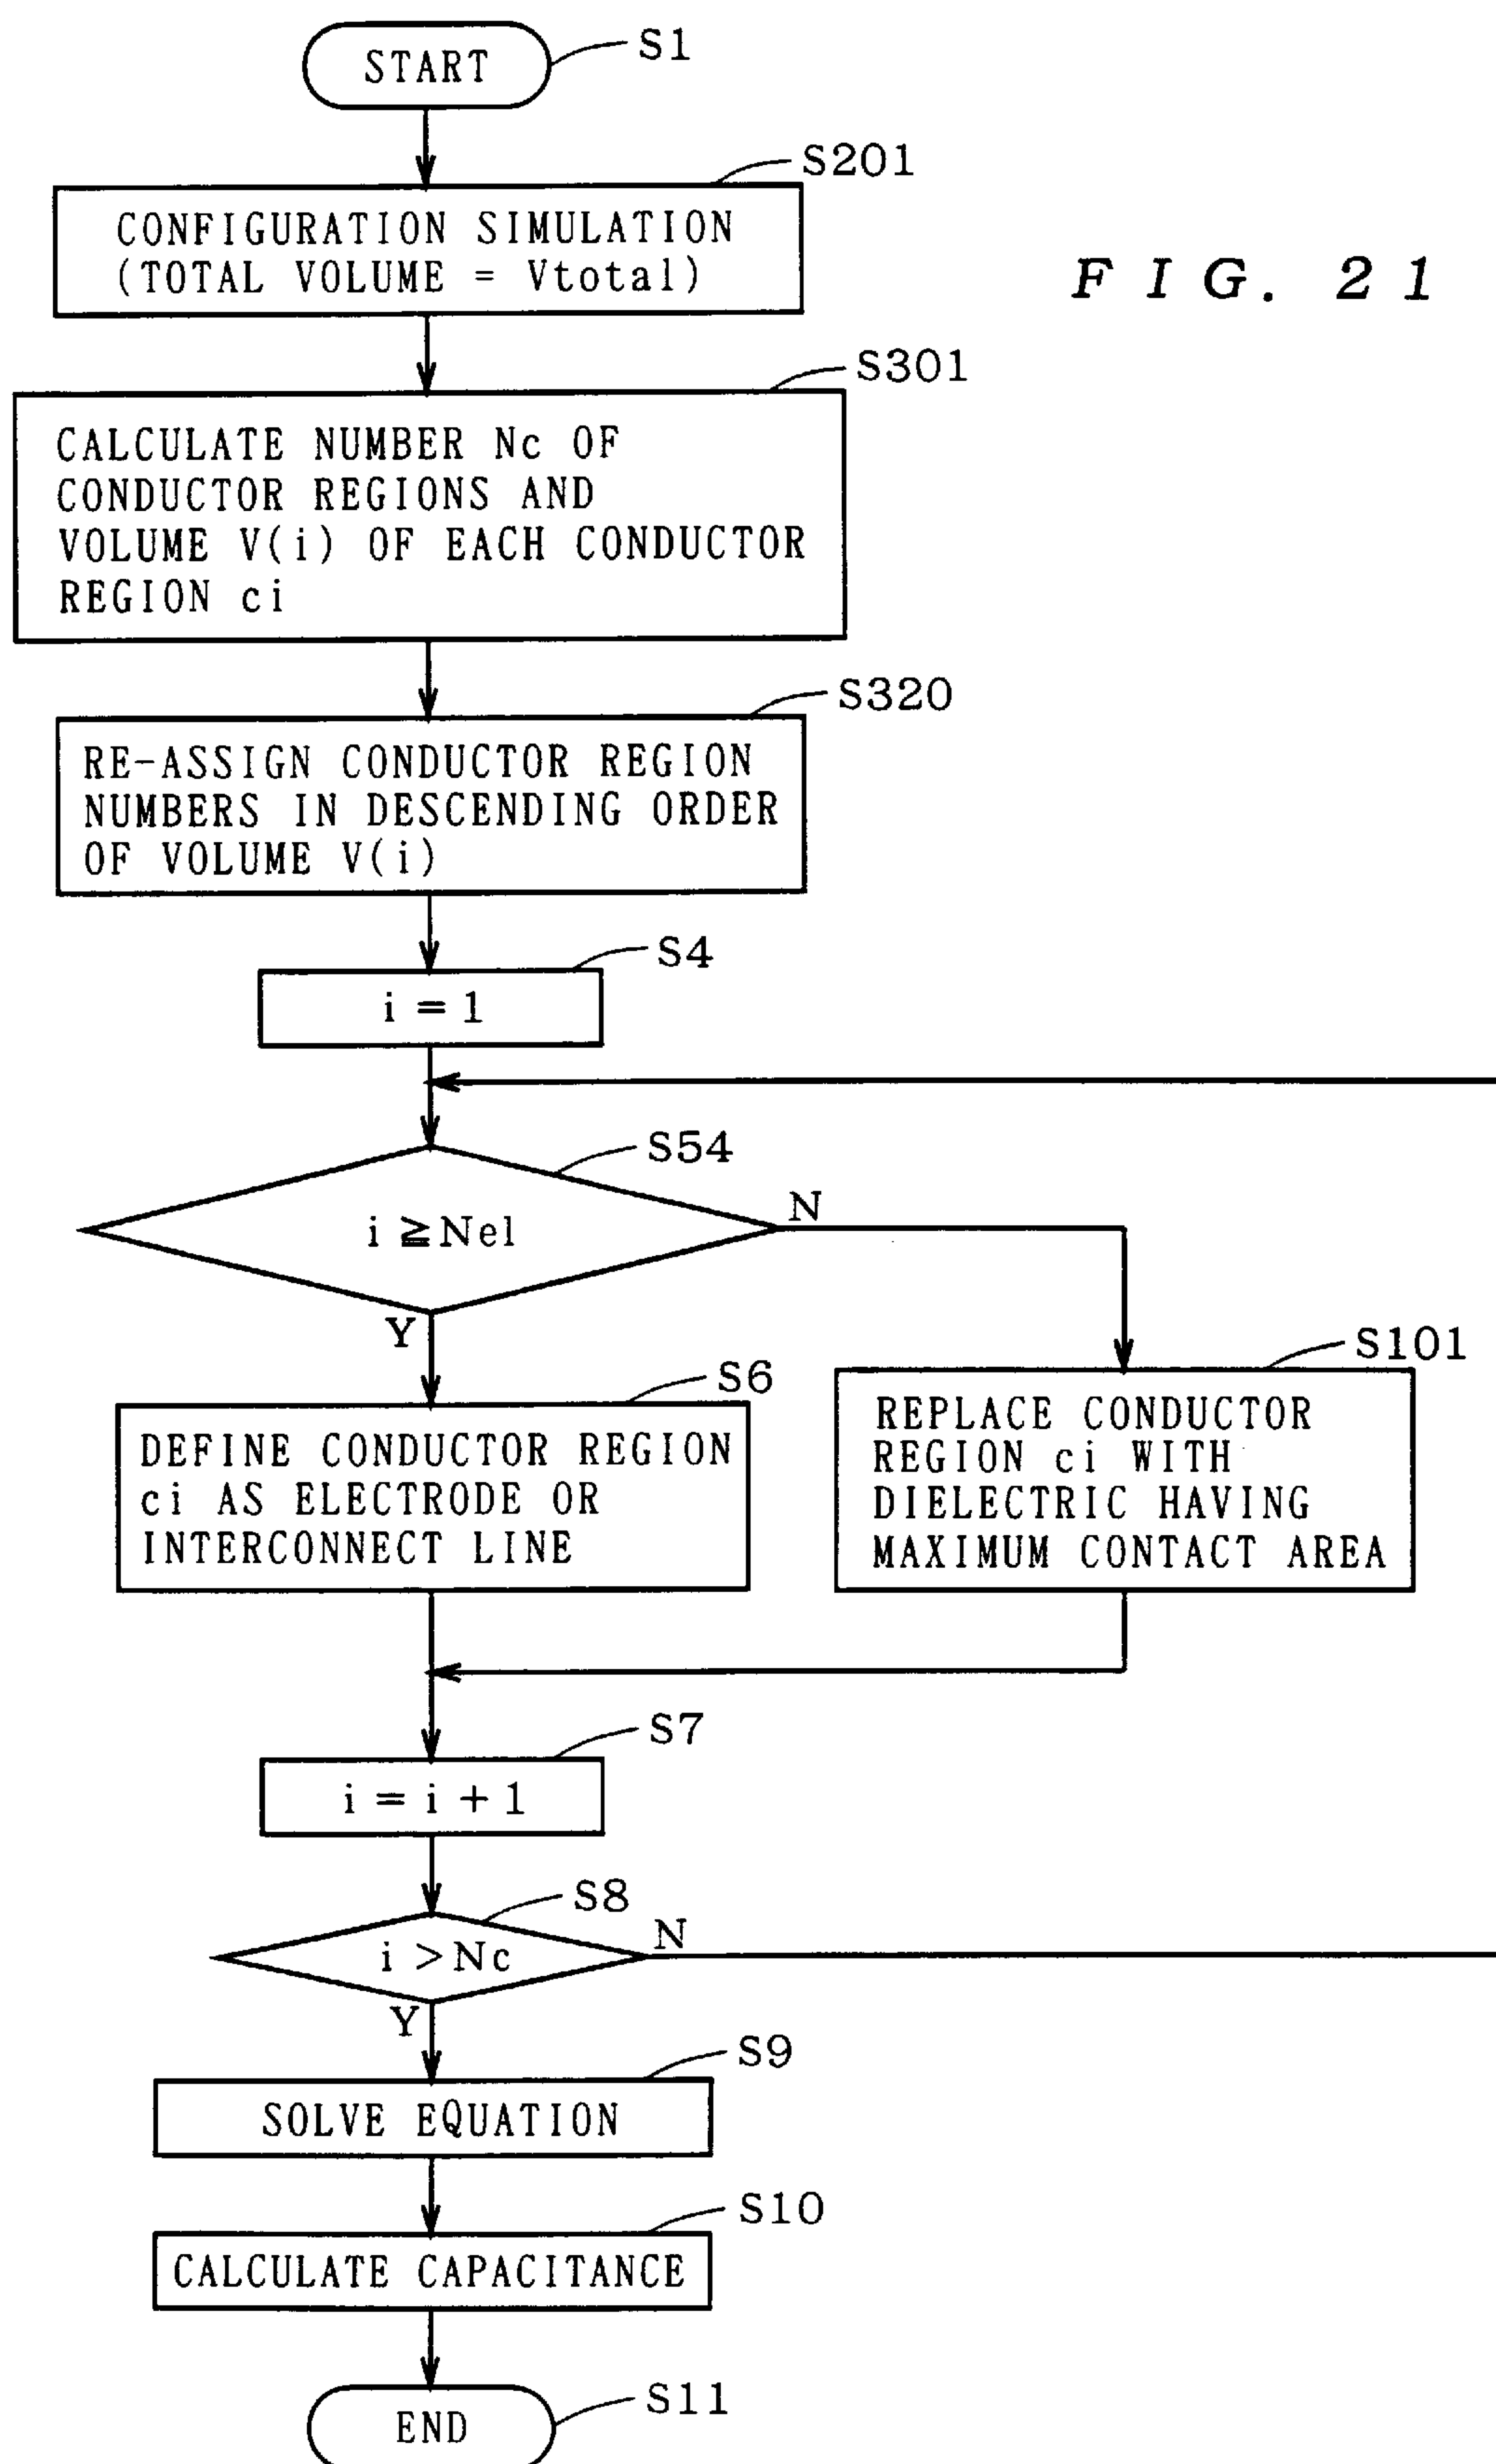 START
S1
S201
CONFIGURATION SIMULATION
(TOTAL VOLUME = Vtotal)
FIG. 21
S301
CALCULATE NUMBER Nc OF
CONDUCTOR REGIONS AND
VOLUME V(i) OF EACH CONDUCTOR
REGION ci
S320
RE-ASSIGN CONDUCTOR REGION
NUMBERS IN DESCENDING ORDER
OF VOLUME V(i)
S4
i = 1
S54
i ≧ Nel
N
Y
S6
DEFINE CONDUCTOR REGION
ci AS ELECTRODE OR
INTERCONNECT LINE
S101
REPLACE CONDUCTOR
REGION ci WITH
DIELECTRIC HAVING
MAXIMUM CONTACT AREA
S7
i = i + 1
S8
i > Nc
N
Y
S9
SOLVE EQUATION
S10
CALCULATE CAPACITANCE
END
S11